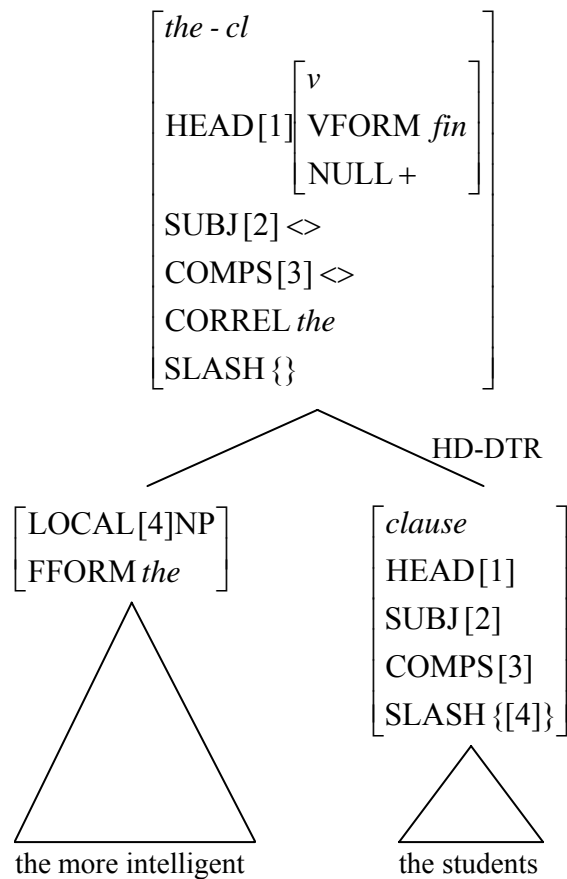 the - cl
HEAD[1]
v
VFORM fin
NULL +
SUBJ[2] <>
COMPS[3] <>
CORREL the
SLASH {}
HD-DTR
LOCAL[4]NP
FFORM the
clause
HEAD[1]
SUBJ[2]
COMPS[3]
SLASH {[4]}
the more intelligent
the students